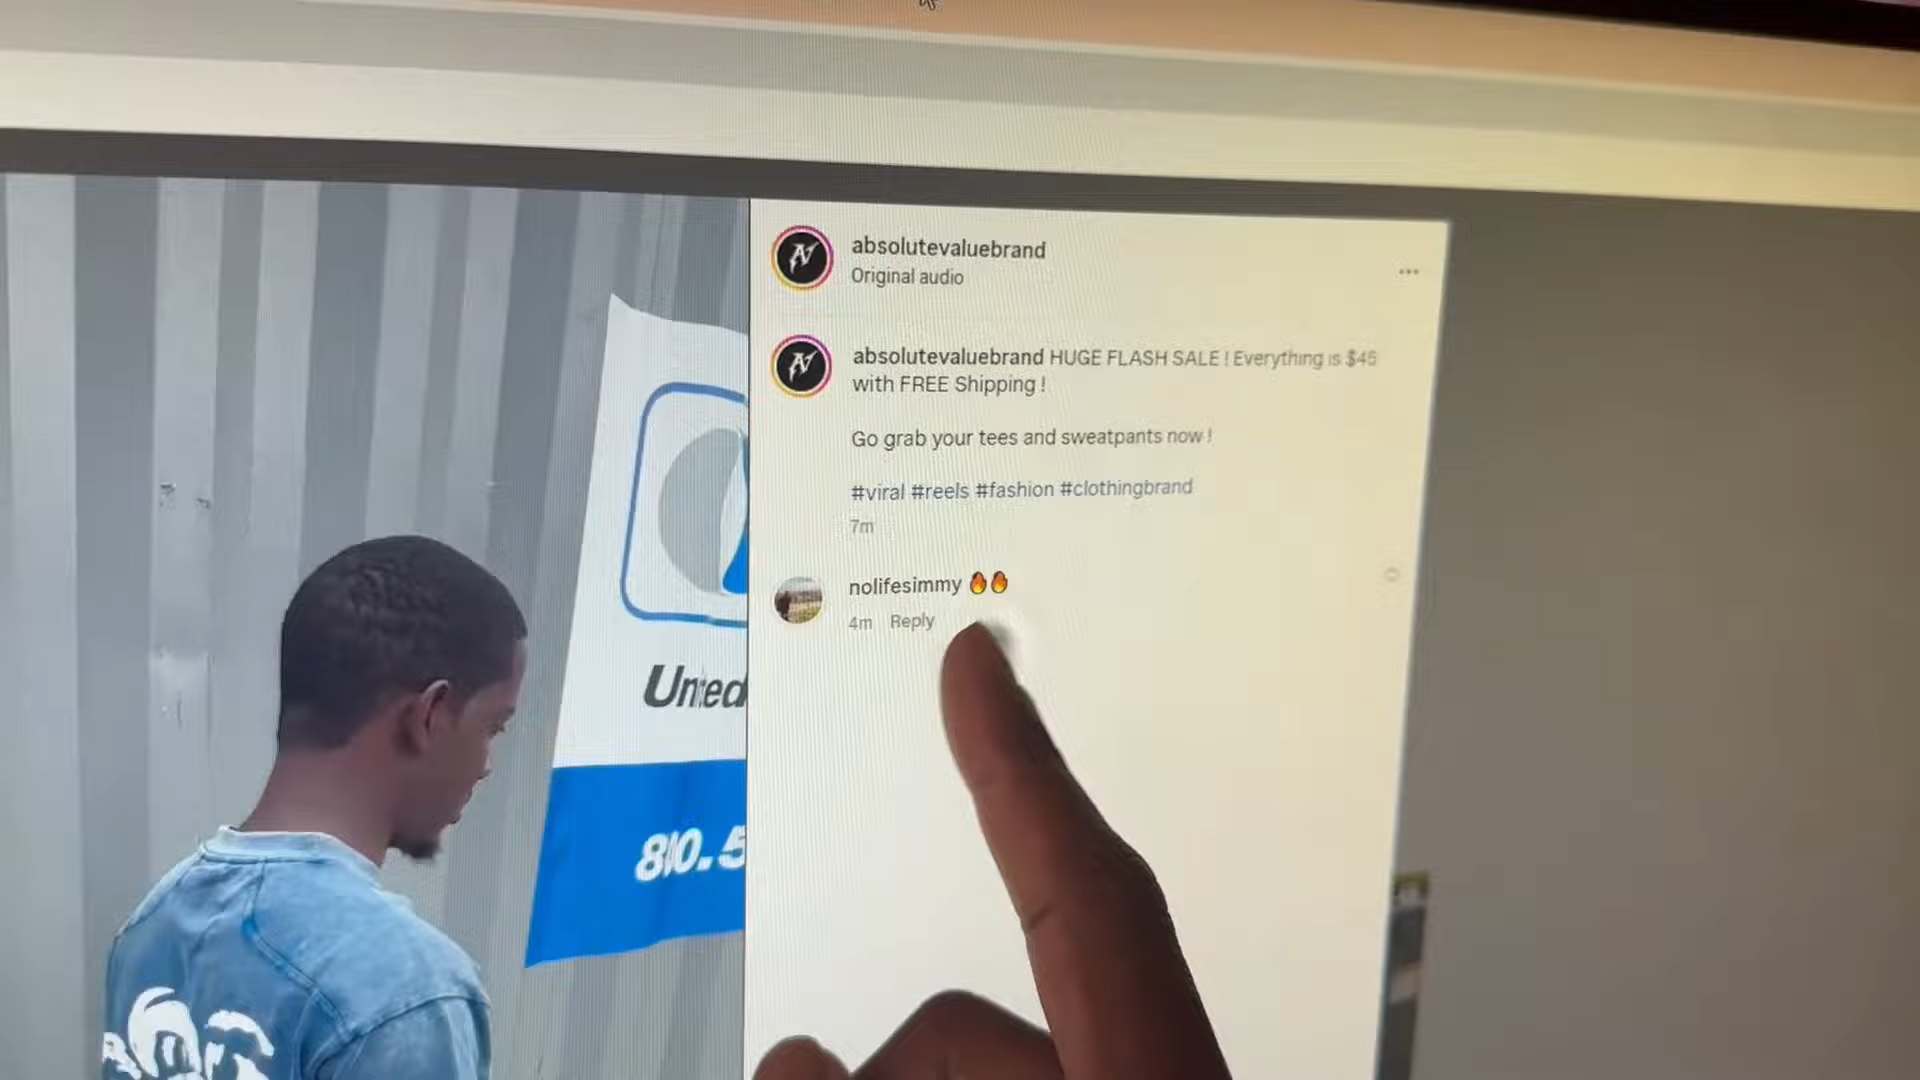 absolutevaluebrand
Original audio
absolutevaluebrand HUGE FLASH SALE ! Everything is $45
with FREE Shipping !
Go grab your tees and sweatpants now !
#viral #reels #fashion #clothingbrand
7m
nolifesimmy 🔥🔥
4m Reply
United
800.5